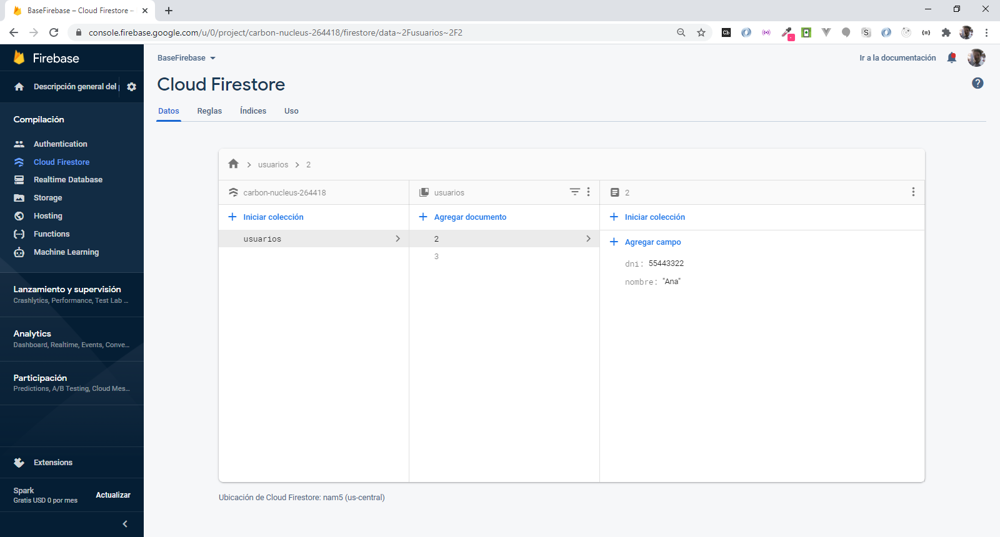 BaseFirebase – Cloud Firestore –
console.firebase.google.com/u/0/project/carbon-nucleus-264418/firestore/data~2Fusuarios~2F2
Firebase
Descripción general del
Compilación
Authentication
Cloud Firestore
Realtime Database
Storage
Hosting
Functions
Machine Learning
Lanzamiento y supervisión
Crashlytics, Performance, Test Lab ...
Analytics
Dashboard, Realtime, Events, Conve...
Participación
Predictions, A/B Testing, Cloud Mes...
Extensions
Spark
Gratis USD 0 por mes
Actualizar
BaseFirebase
Ir a la documentación
Cloud Firestore
Datos Reglas Índices Uso
usuarios 2
carbon-nucleus-264418
Iniciar colección
usuarios
usuarios
Agregar documento
2
3
2
Iniciar colección
Agregar campo
dni: 55443322
nombre: "Ana"
Ubicación de Cloud Firestore: nam5 (us-central)